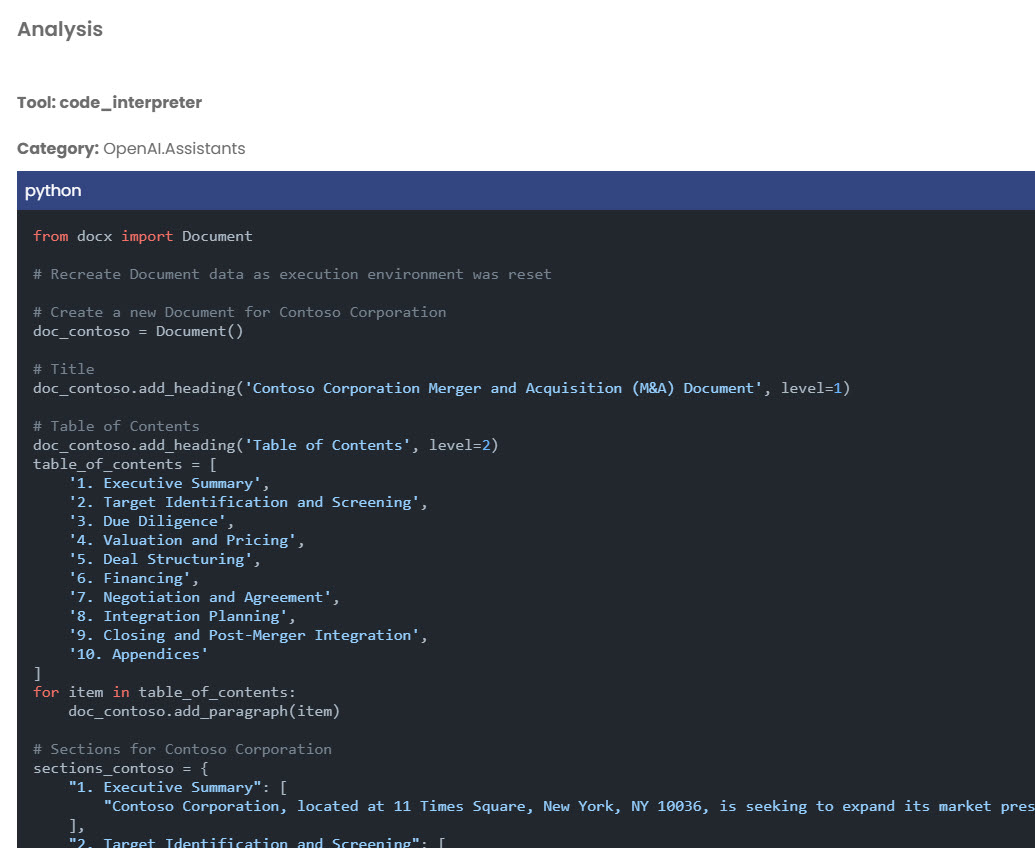 Analysis
Tool: code_interpreter
Category: OpenAI.Assistants
python
from docx import Document
# Recreate Document data as execution environment was reset
# Create a new Document for Contoso Corporation
doc_contoso = Document()
# Title
doc_contoso.add_heading('Contoso Corporation Merger and Acquisition (M&A) Document', level=1)
# Table of Contents
doc_contoso.add_heading('Table of Contents', level=2)
table_of_contents = [
    '1. Executive Summary',
    '2. Target Identification and Screening',
    '3. Due Diligence',
    '4. Valuation and Pricing',
    '5. Deal Structuring',
    '6. Financing',
    '7. Negotiation and Agreement',
    '8. Integration Planning',
    '9. Closing and Post-Merger Integration',
    '10. Appendices'
]
for item in table_of_contents:
    doc_contoso.add_paragraph(item)
# Sections for Contoso Corporation
sections_contoso = {
    "1. Executive Summary": [
        "Contoso Corporation, located at 11 Times Square, New York, NY 10036, is seeking to expand its market pres
    ],
    "2. Target Identification and Screening": [